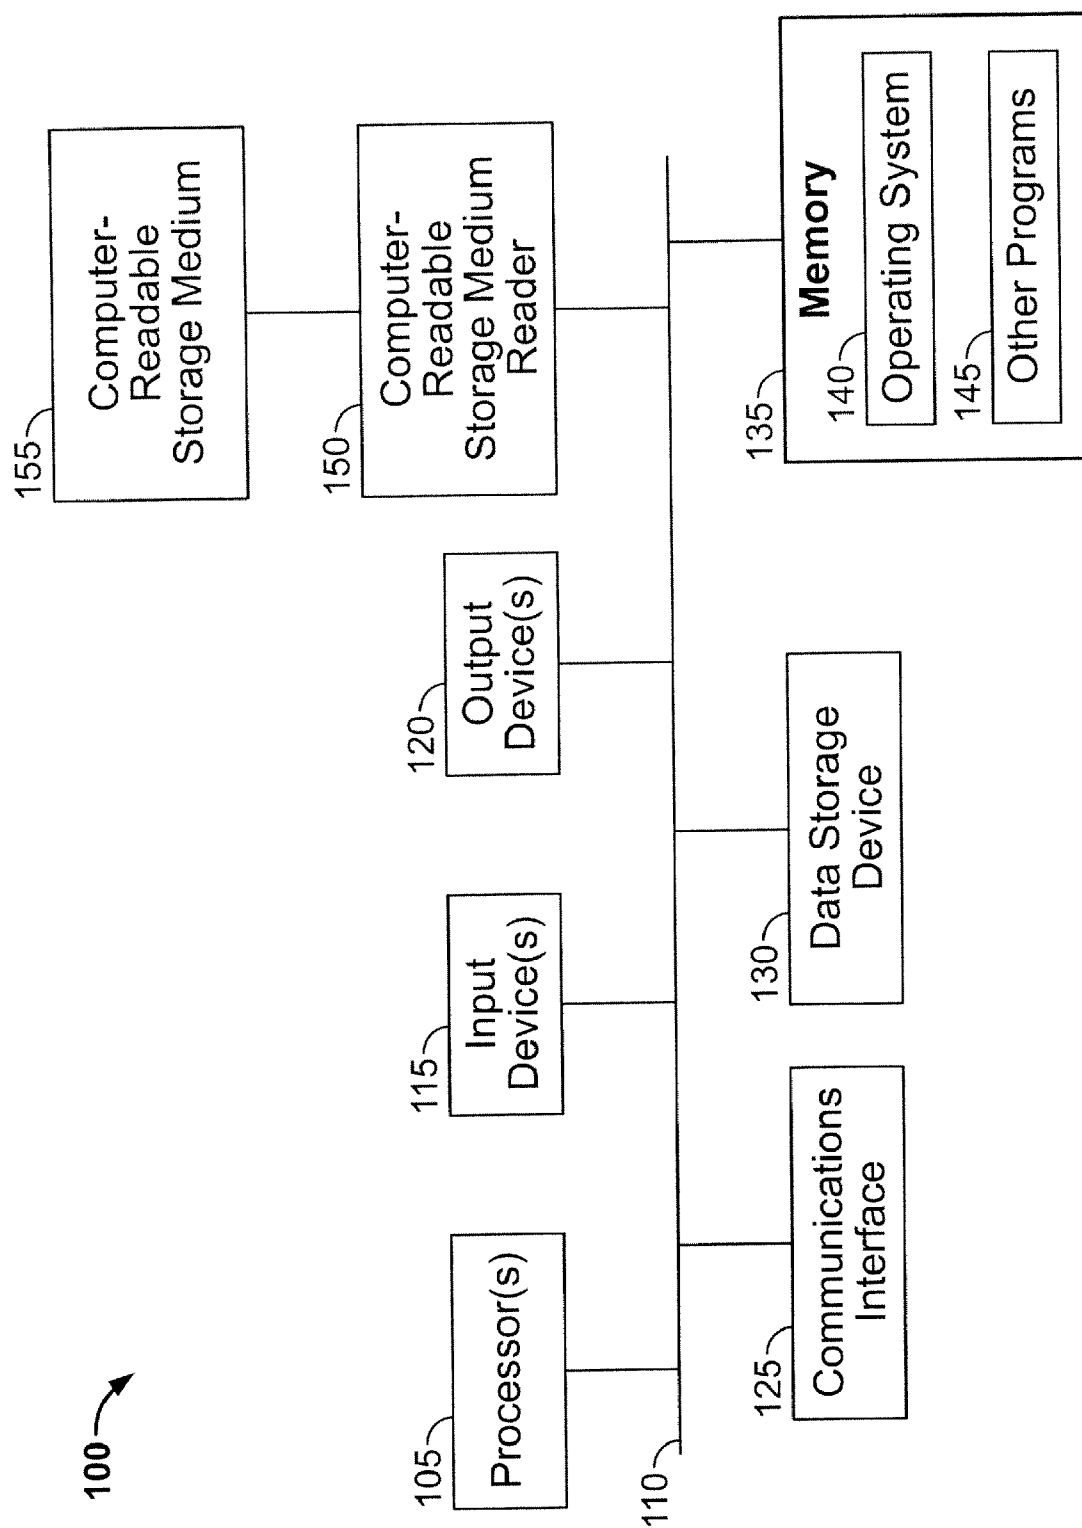 100
155
Computer-
Readable
Storage Medium
150
Computer-
Readable
Storage Medium
Reader
105
Processor(s)
115
Input
Device(s)
120
Output
Device(s)
110
125
Communications
Interface
130
Data Storage
Device
135
Memory
140
Operating System
145
Other Programs